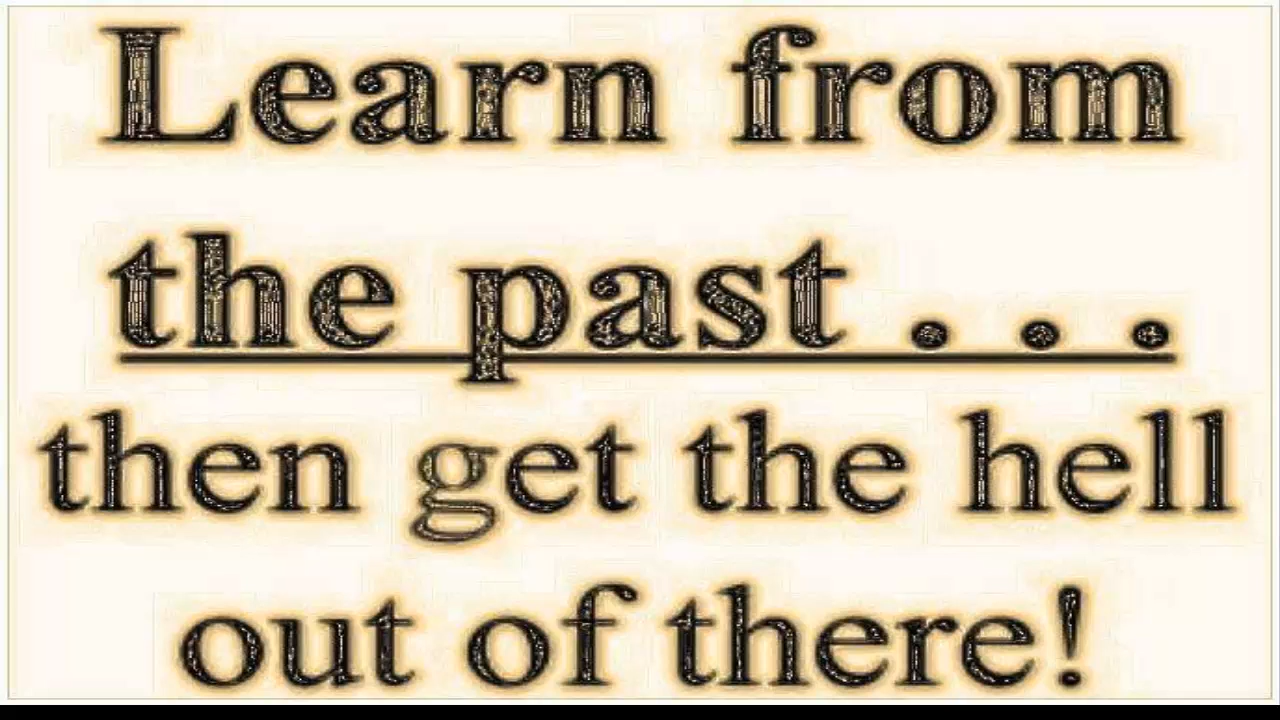 Learn from
the past . . .
then get the hell
out of there!